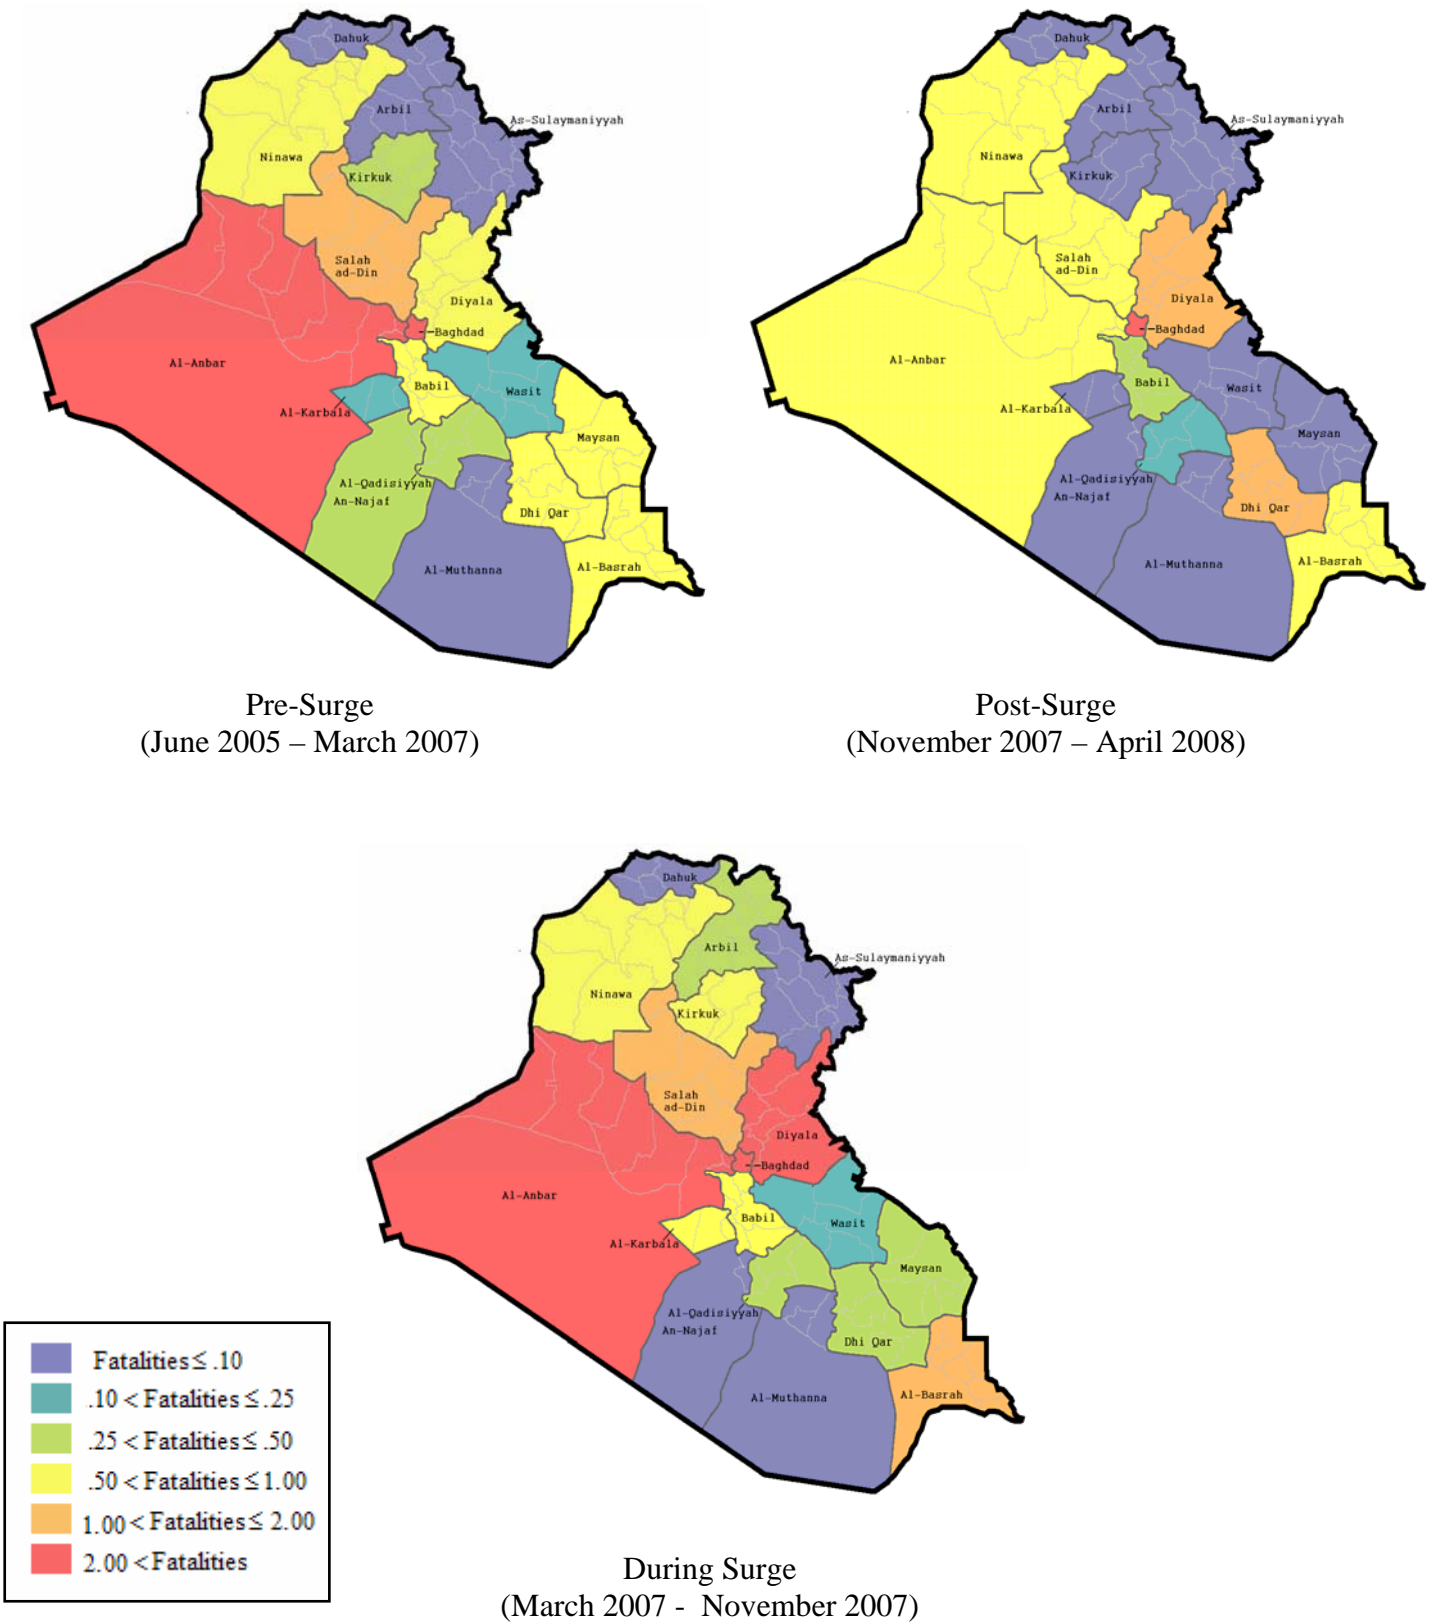 Dahuk
Arbil
As-Sulaymaniyyah
Ninawa
Kirkuk
Salah
ad-Din
Diyala
--Baghdad
Al-Anbar
Babil
Wasit
Al-Karbala
Maysan
Al-Qadisiyyah
An-Najaf
Dhi Qar
Al-Muthanna
Al-Basrah
Pre-Surge
(June 2005 – March 2007)
Dahuk
Arbil
As-Sulaymaniyyah
Ninawa
Kirkuk
Salah
ad-Din
Diyala
--Baghdad
Al-Anbar
Babil
Wasit
Al-Karbala
Maysan
Al-Qadisiyyah
An-Najaf
Dhi Qar
Al-Muthanna
Al-Basrah
Post-Surge
(November 2007 – April 2008)
Dahuk
Arbil
As-Sulaymaniyyah
Ninawa
Kirkuk
Salah
ad-Din
Diyala
--Baghdad
Al-Anbar
Babil
Wasit
Al-Karbala
Maysan
Al-Qadisiyyah
An-Najaf
Dhi Qar
Al-Muthanna
Al-Basrah
Fatalities ≤ .10
.10 < Fatalities ≤ .25
.25 < Fatalities ≤ .50
.50 < Fatalities ≤ 1.00
1.00 < Fatalities ≤ 2.00
2.00 < Fatalities
During Surge
(March 2007 - November 2007)